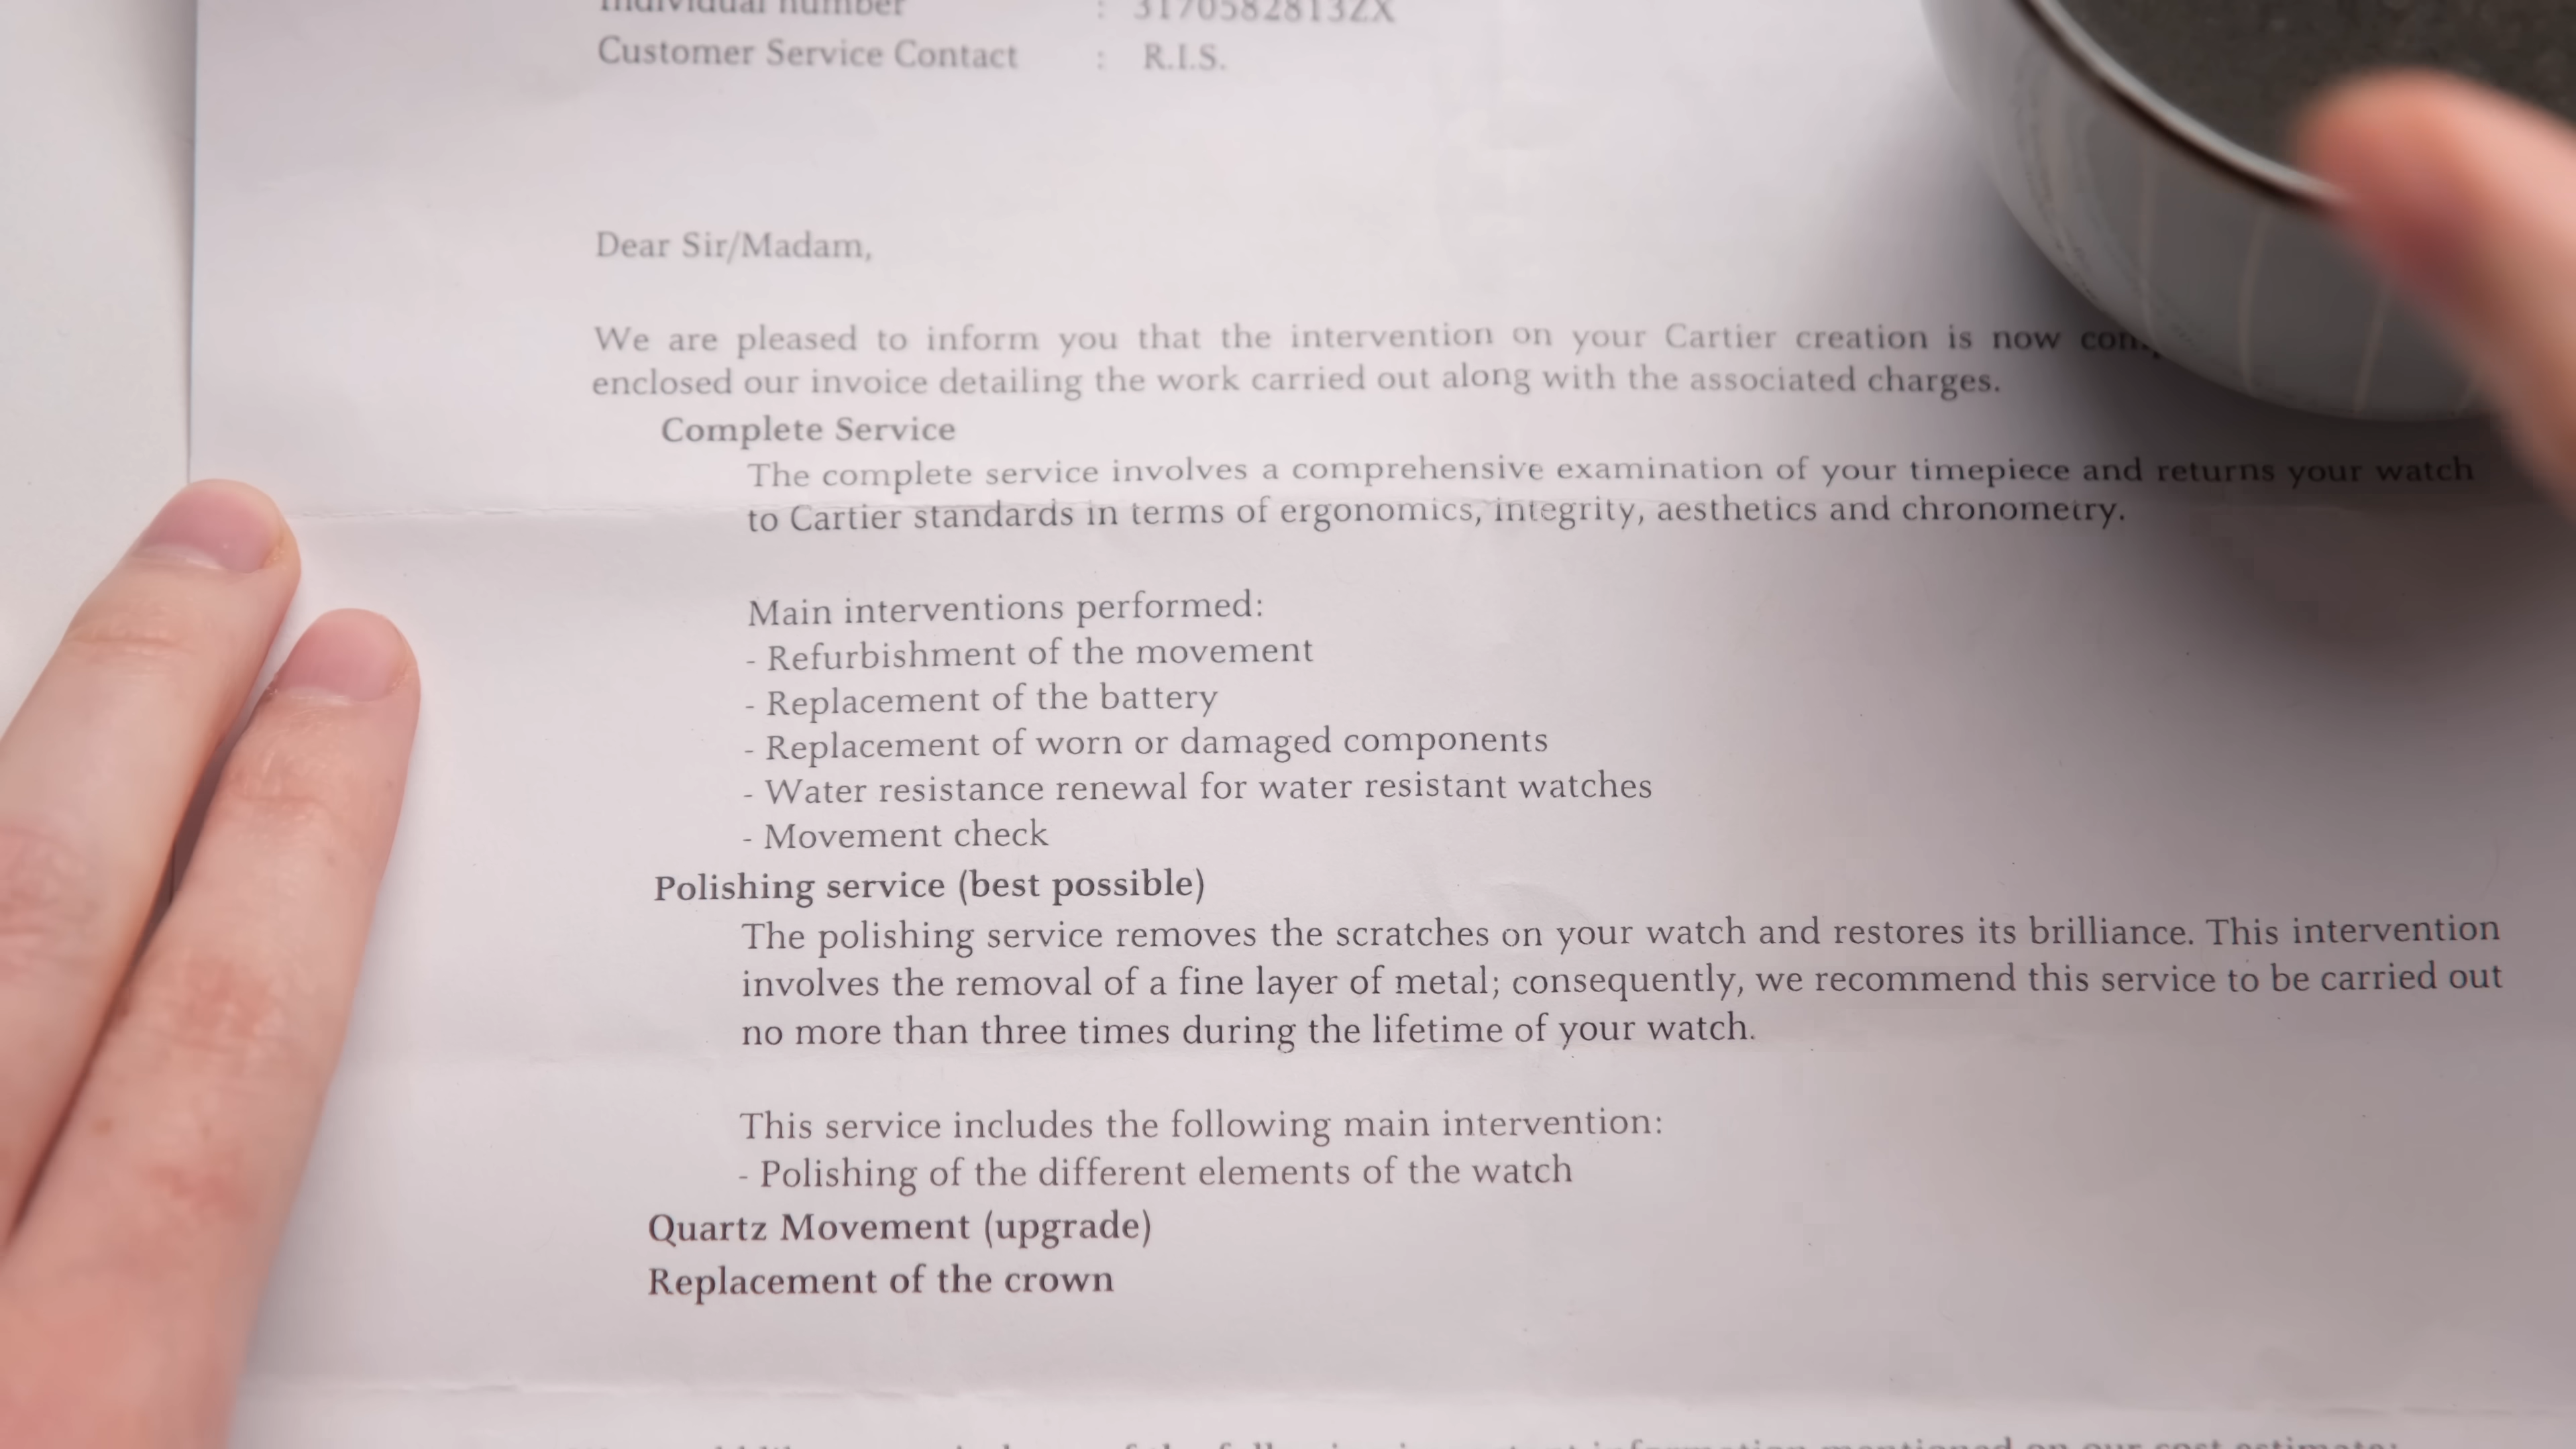 Individual number : 3170582813ZX
Customer Service Contact : R.I.S.
Dear Sir/Madam,
We are pleased to inform you that the intervention on your Cartier creation is now
enclosed our invoice detailing the work carried out along with the associated charges.
Complete Service
The complete service involves a comprehensive examination of your timepiece and returns your watch
to Cartier standards in terms of ergonomics, integrity, aesthetics and chronometry.
Main interventions performed:
- Refurbishment of the movement
- Replacement of the battery
- Replacement of worn or damaged components
- Water resistance renewal for water resistant watches
- Movement check
Polishing service (best possible)
The polishing service removes the scratches on your watch and restores its brilliance. This intervention
involves the removal of a fine layer of metal; consequently, we recommend this service to be carried out
no more than three times during the lifetime of your watch.
This service includes the following main intervention:
- Polishing of the different elements of the watch
Quartz Movement (upgrade)
Replacement of the crown